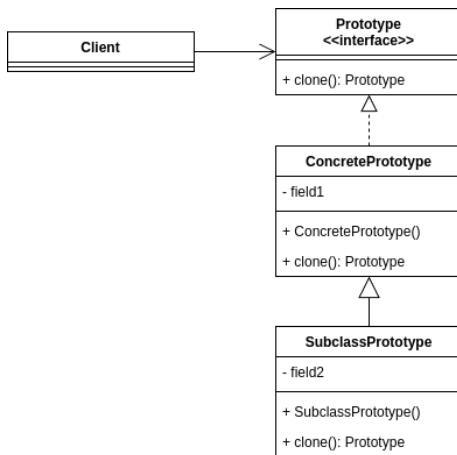 Prototype
<<interface>>
Client
+ clone(): Prototype
ConcretePrototype
- field1
+ ConcretePrototype()
+ clone(): Prototype
SubclassPrototype
- field2
+ SubclassPrototype()
+ clone(): Prototype